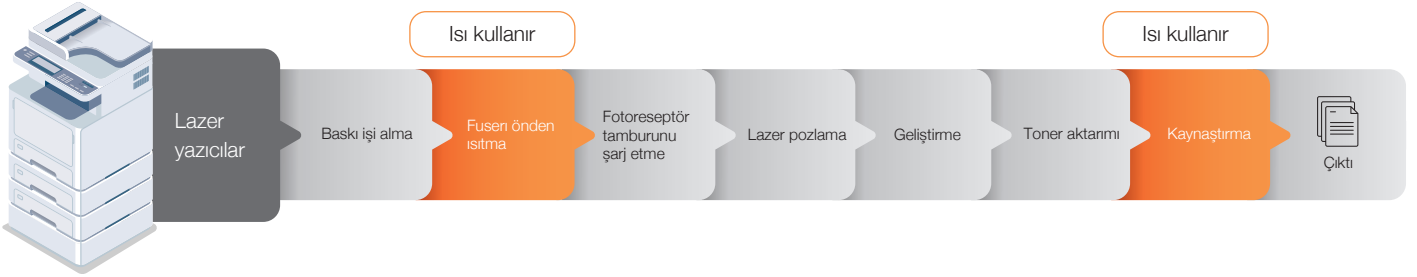 Isı kullanır
Isı kullanır
Lazer
yazıcılar
Baskı işi alma
Fuserı önden
ısıtma
Fotoreseptör
tamburunu
şarj etme
Lazer pozlama
Geliştirme
Toner aktarımı
Kaynaştırma
Çıktı